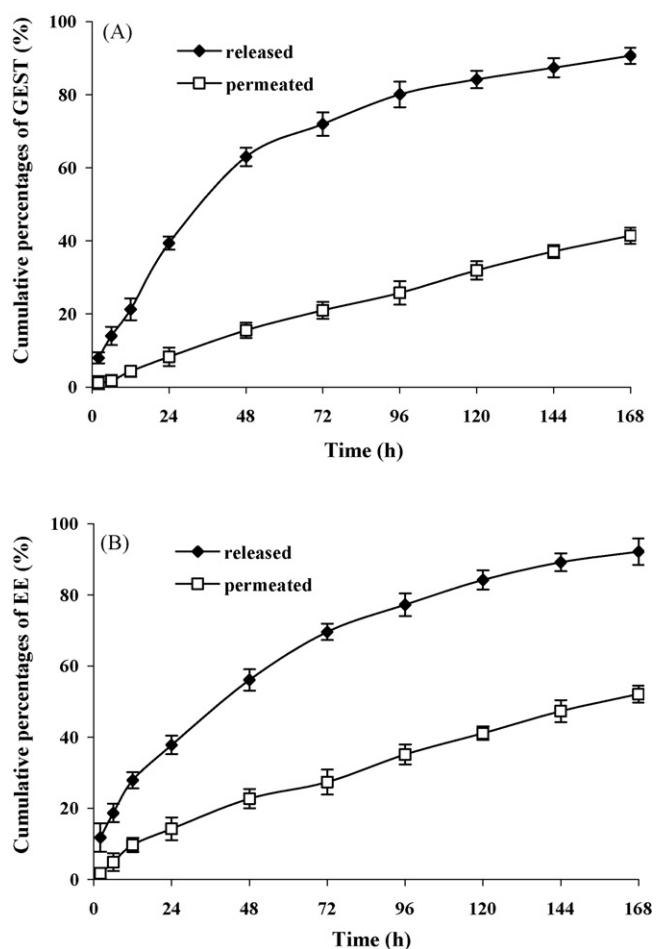 (A)
released
permeated
Cumulative percentages of GEST (%)
100
80
60
40
20
0
0 24 48 72 96 120 144 168
Time (h)
(B)
released
permeated
Cumulative percentages of EE (%)
100
80
60
40
20
0
0 24 48 72 96 120 144 168
Time (h)